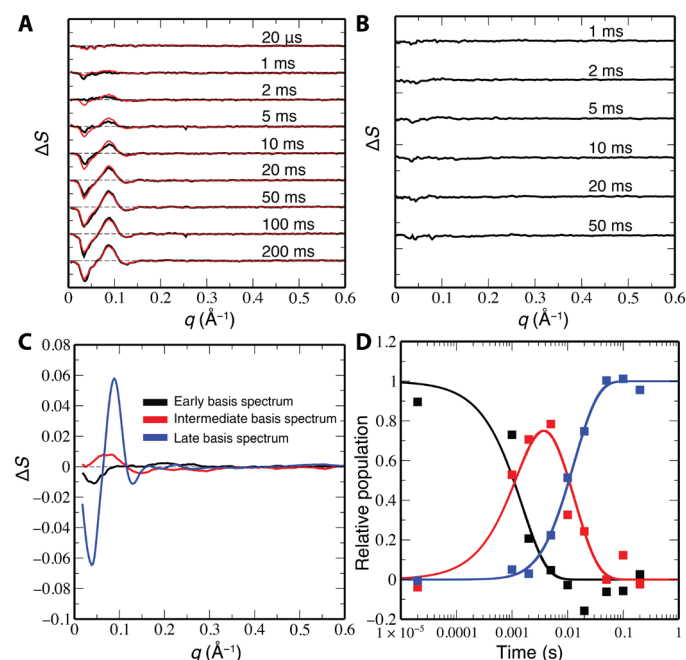 A
20 µs
1 ms
2 ms
5 ms
10 ms
20 ms
50 ms
100 ms
200 ms
ΔS
0 0.1 0.2 0.3 0.4 0.5 0.6
q (Å⁻¹)
B
1 ms
2 ms
5 ms
10 ms
20 ms
50 ms
ΔS
0 0.1 0.2 0.3 0.4 0.5 0.6
q (Å⁻¹)
C
0.08
0.06
0.04
0.02
0
−0.02
−0.04
−0.06
−0.08
−0.1
ΔS
Early basis spectrum
Intermediate basis spectrum
Late basis spectrum
0 0.1 0.2 0.3 0.4 0.5 0.6
q (Å⁻¹)
D
1.2
1
0.8
0.6
0.4
0.2
0
−0.2
Relative population
1 × 10⁻⁵ 0.0001 0.001 0.01 0.1 1
Time (s)